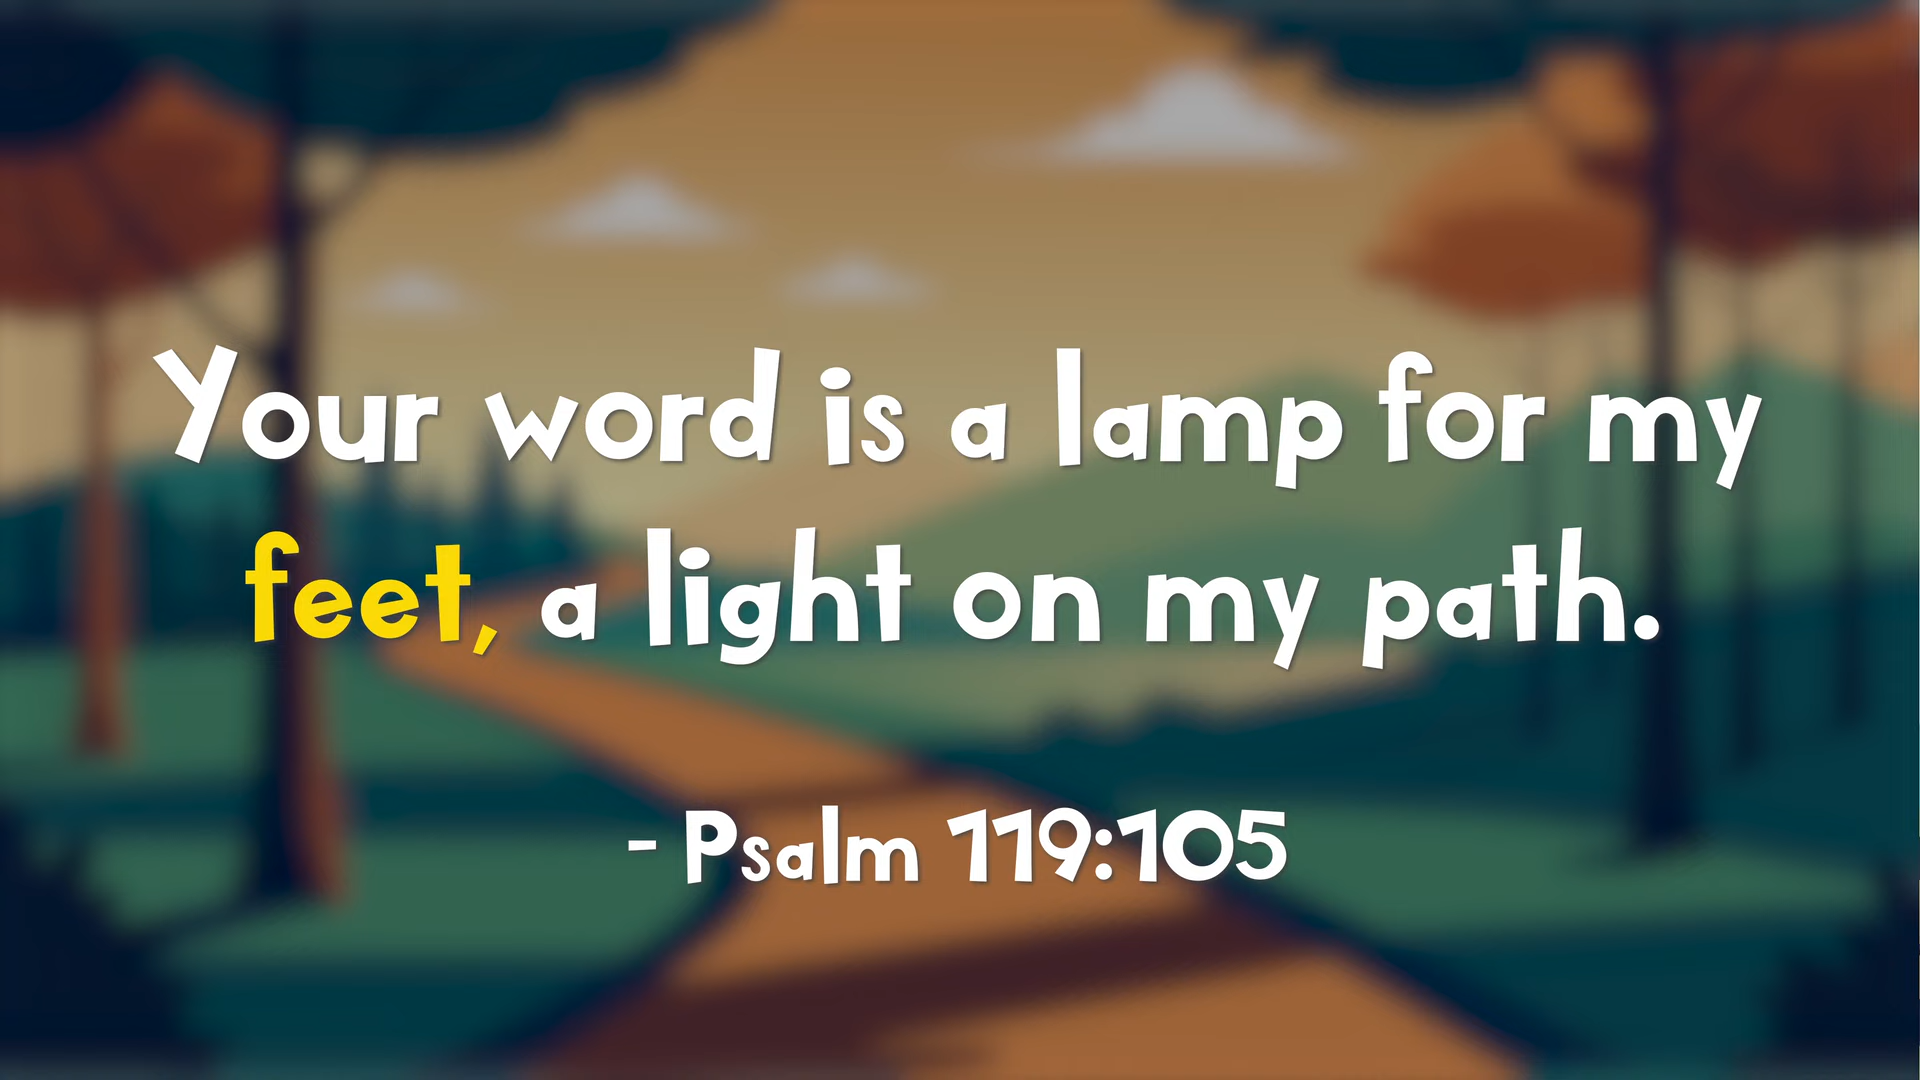 Your word is a lamp for my
feet, a light on my path.
- Psalm 119:105